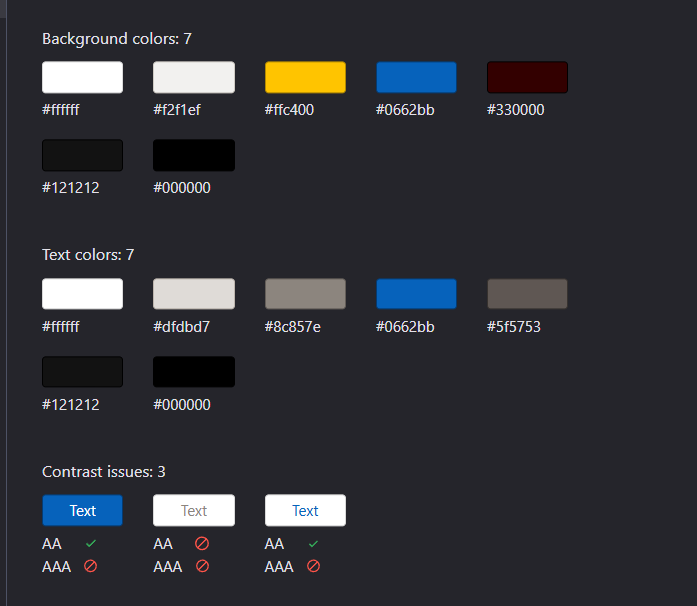 Background colors: 7
#ffffff #f2f1ef #ffc400 #0662bb #330000
#121212 #000000
Text colors: 7
#ffffff #dfdbd7 #8c857e #0662bb #5f5753
#121212 #000000
Contrast issues: 3
Text Text Text
AA AA AA
AAA AAA AAA